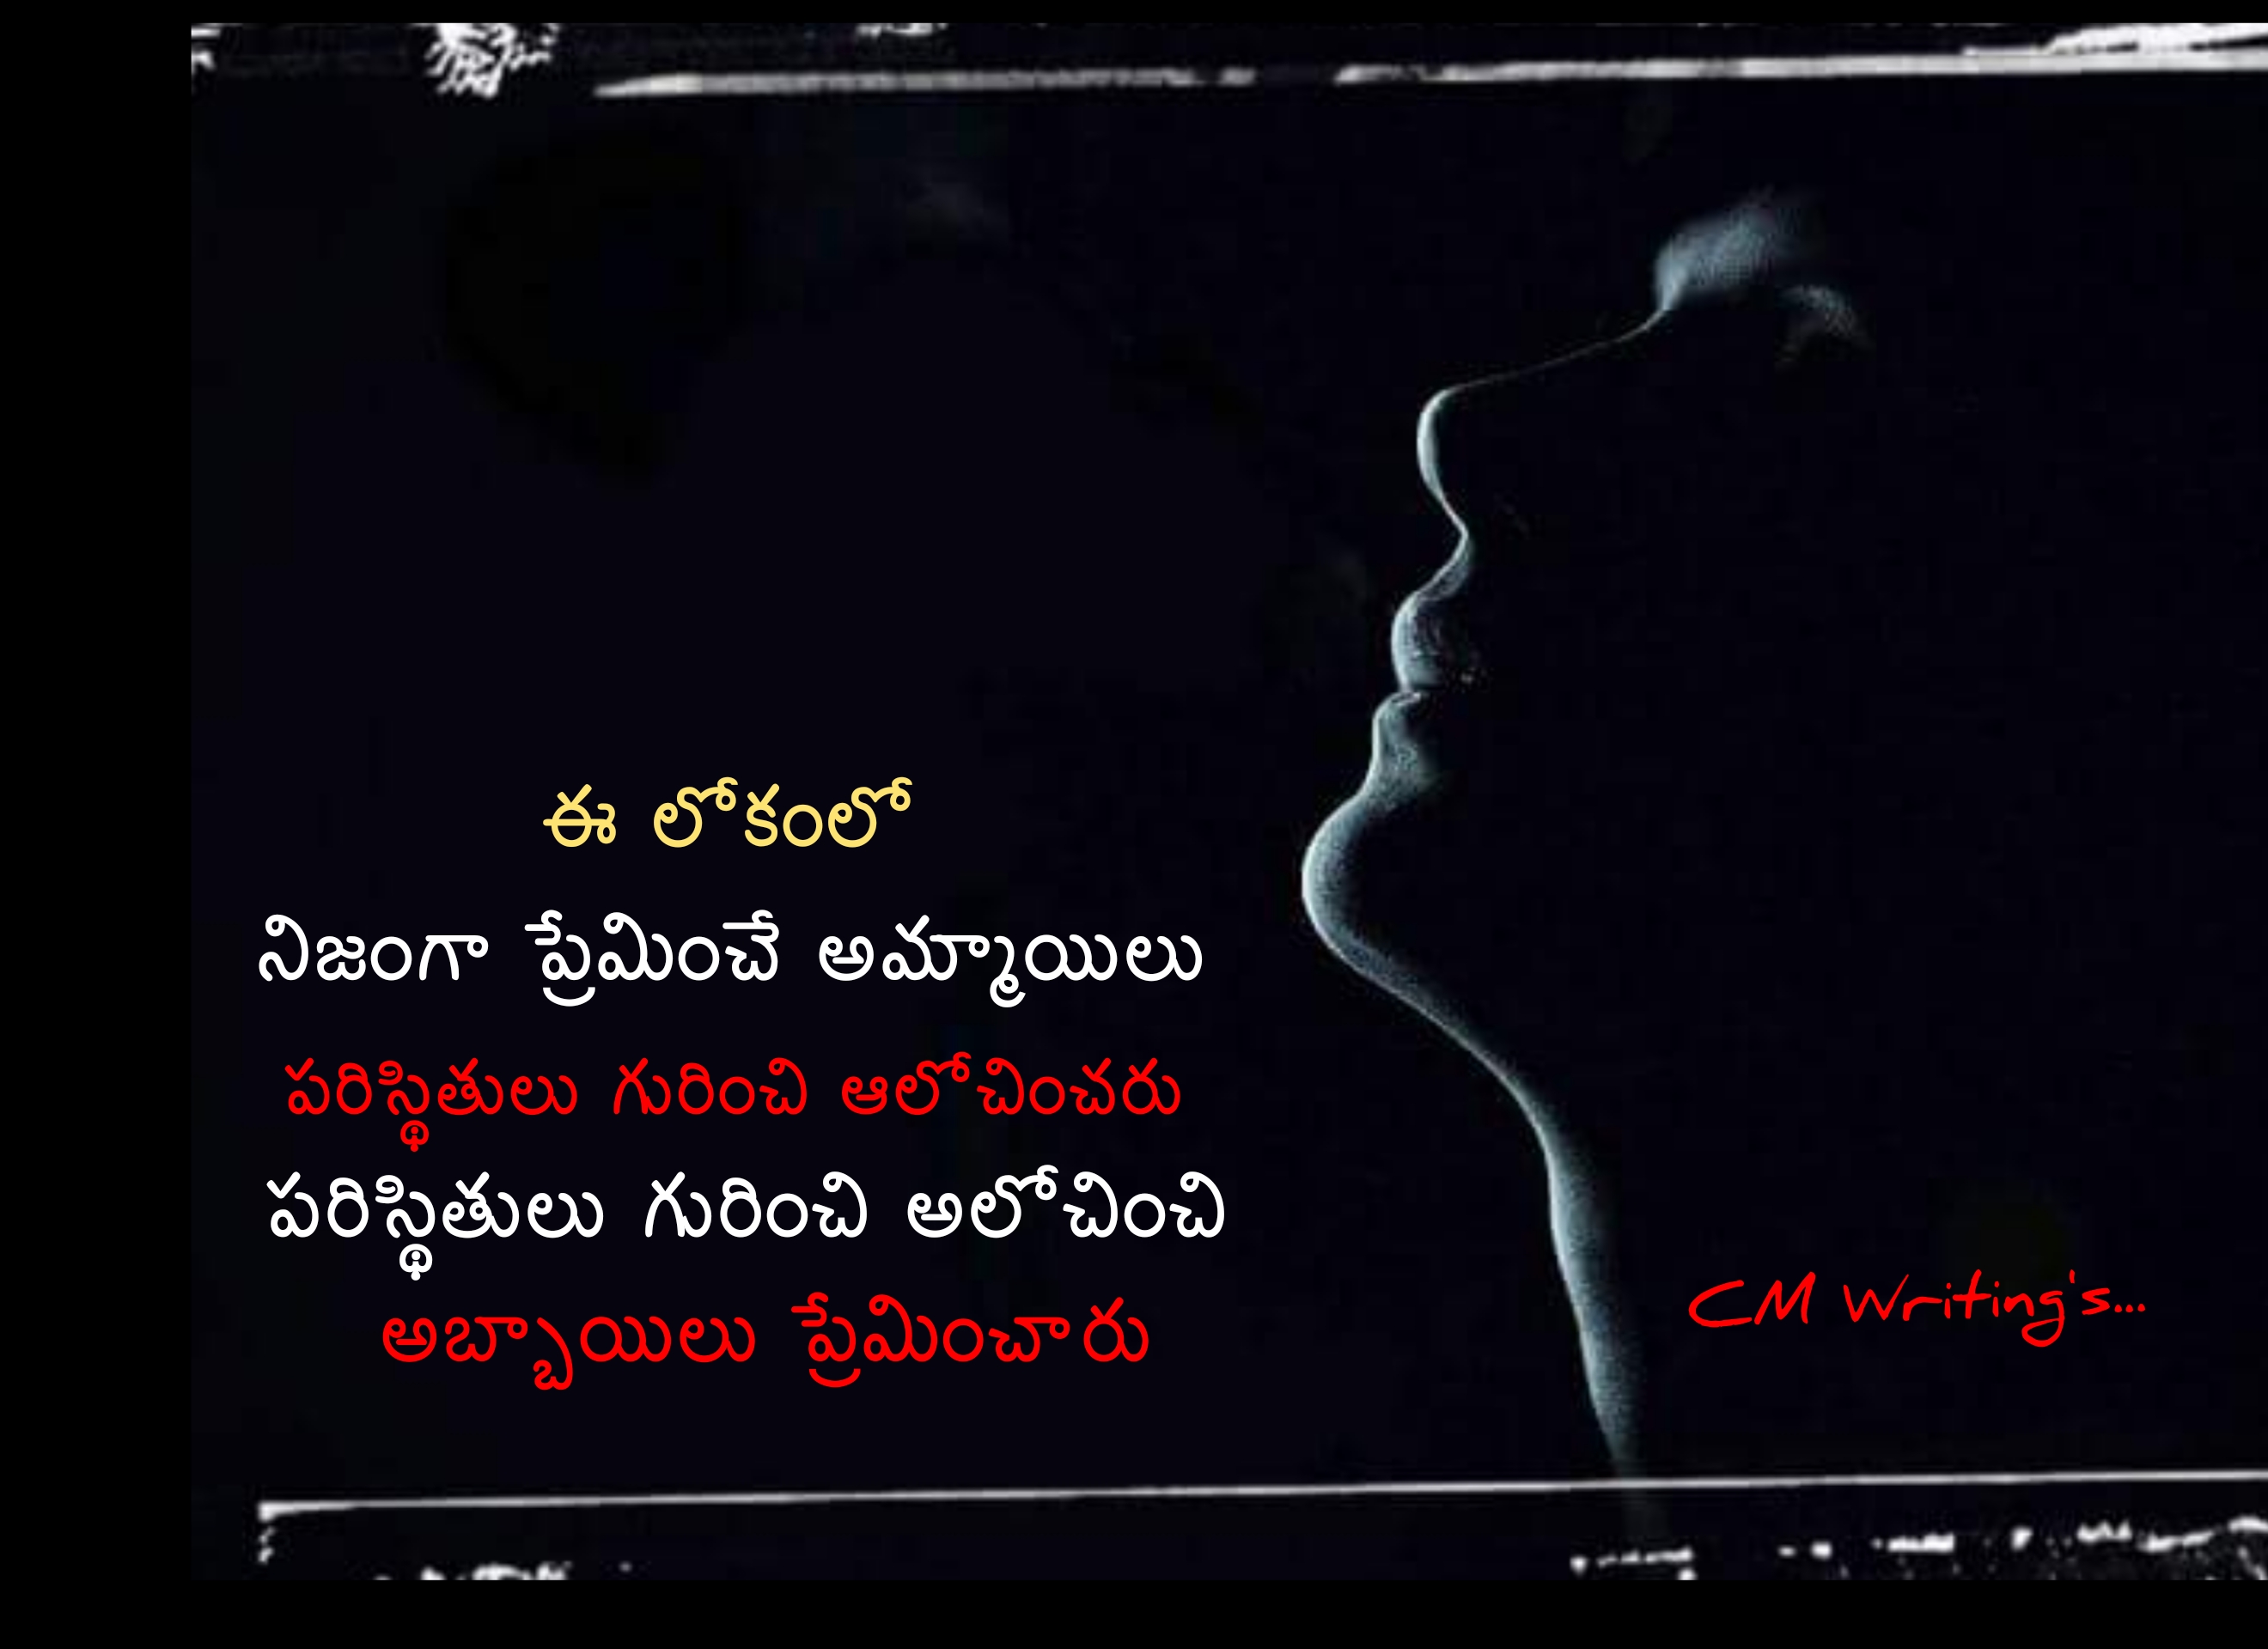 ఈ లోకంలో
నిజంగా ప్రేమించే అమ్మాయిలు
పరిస్థితులు గురించి ఆలోచించరు
పరిస్థితులు గురించి అలోచించి
అబ్బాయిలు ప్రేమించారు
CM Writing's...